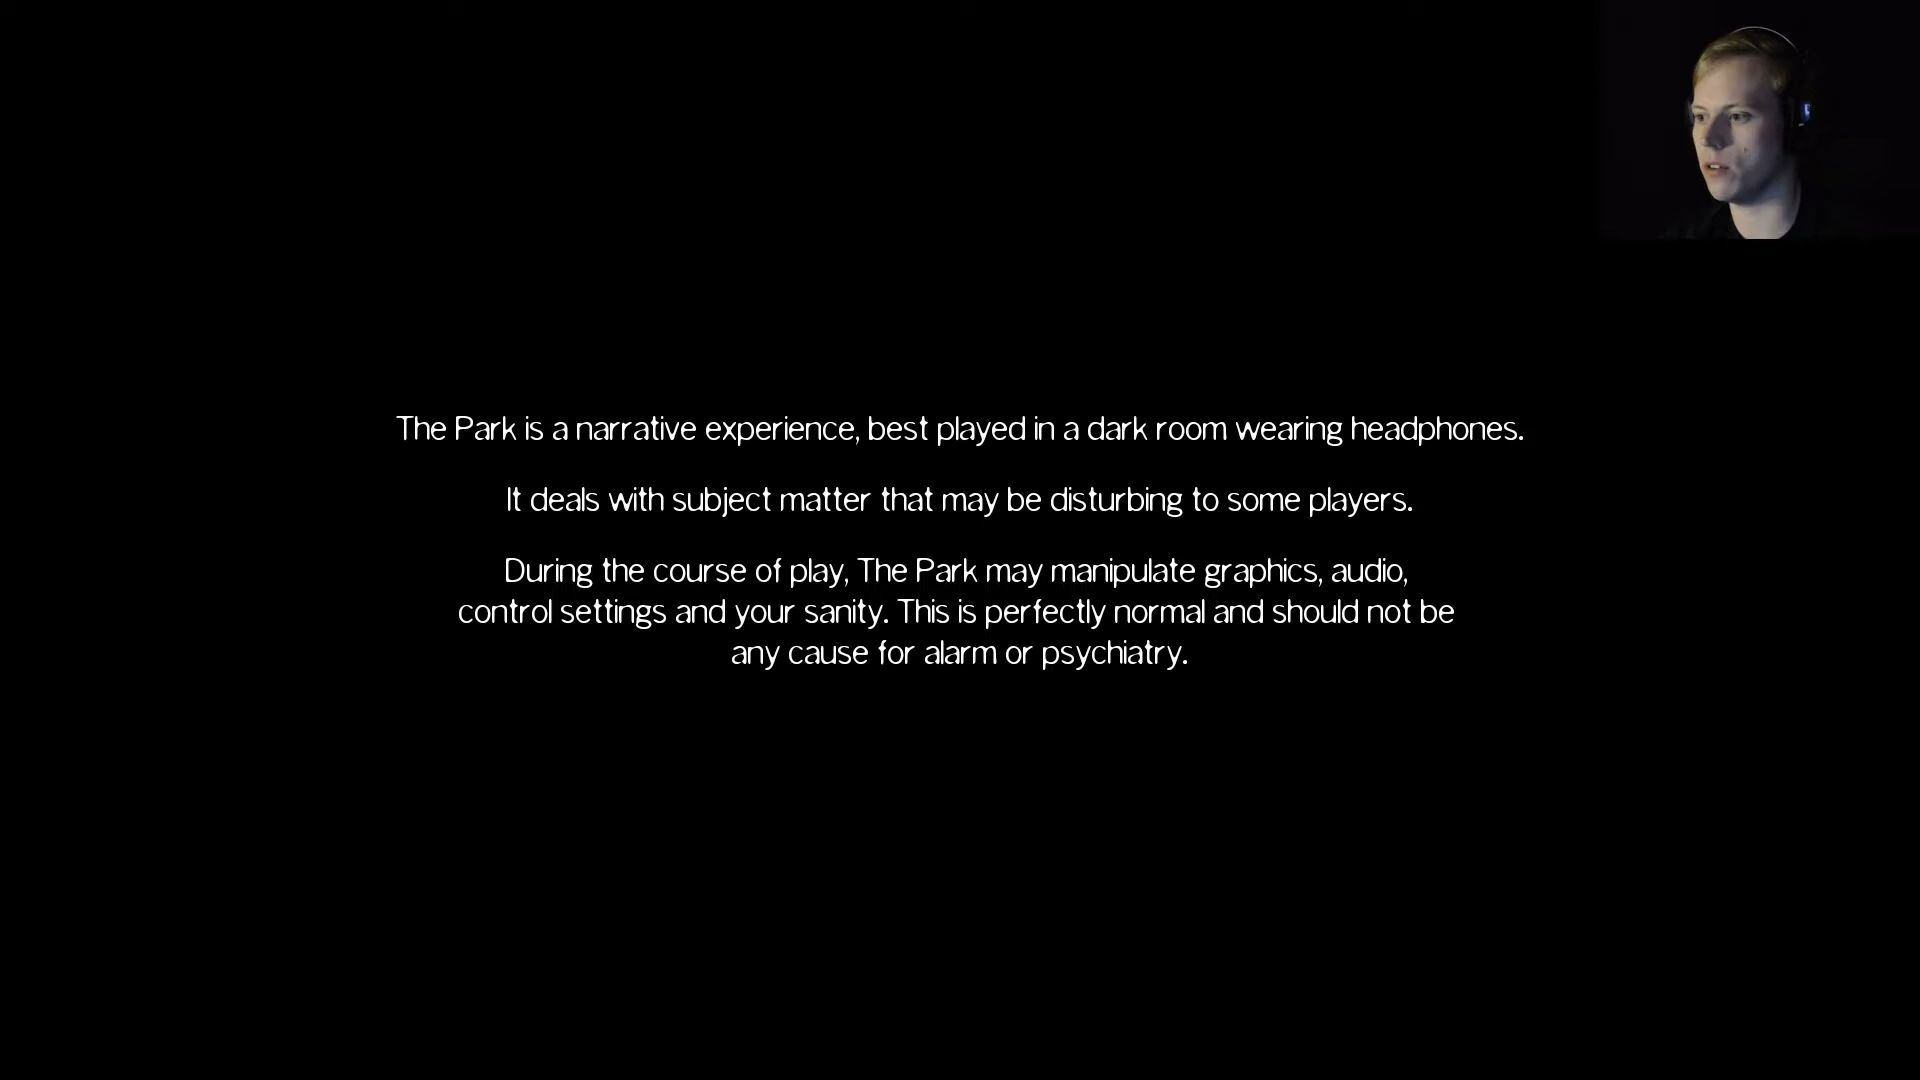 The Park is a narrative experience, best played in a dark room wearing headphones.
It deals with subject matter that may be disturbing to some players.
During the course of play, The Park may manipulate graphics, audio,
control settings and your sanity. This is perfectly normal and should not be
any cause for alarm or psychiatry.